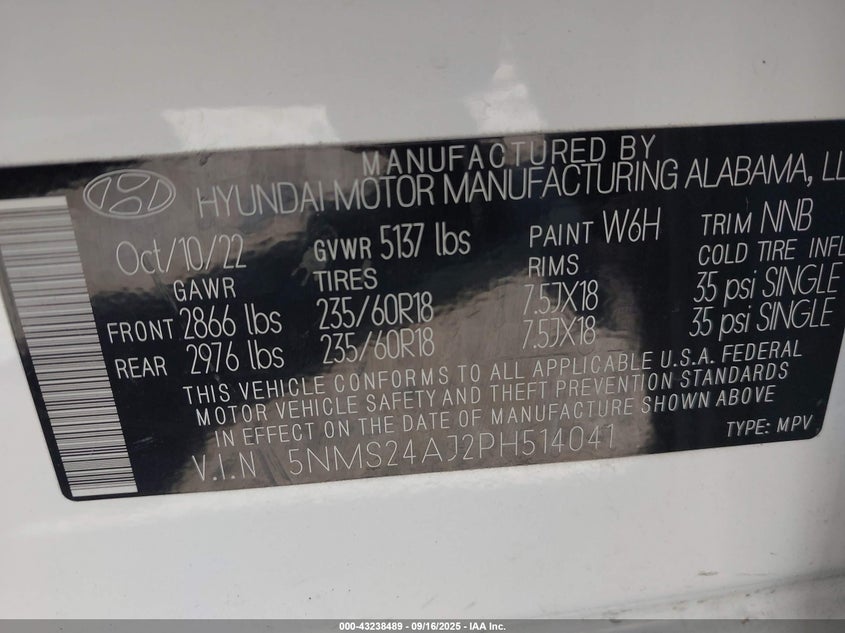 MANUFACTURED BY
HYUNDAI MOTOR MANUFACTURING ALABAMA, LL
Oct/10/22 GVWR 5137 lbs PAINT W6H TRIM NNB
GAWR TIRES RIMS COLD TIRE INFL
FRONT 2866 lbs 235/60R18 7.5JX18 35 psi SINGLE
REAR 2976 lbs 235/60R18 7.5JX18 35 psi SINGLE
THIS VEHICLE CONFORMS TO ALL APPLICABLE U.S.A. FEDERAL
MOTOR VEHICLE SAFETY AND THEFT PREVENTION STANDARDS
IN EFFECT ON THE DATE OF MANUFACTURE SHOWN ABOVE
V.I.N 5NMS24AJ2PH514041 TYPE: MPV
000-43238489 - 09/16/2025 - IAA Inc.